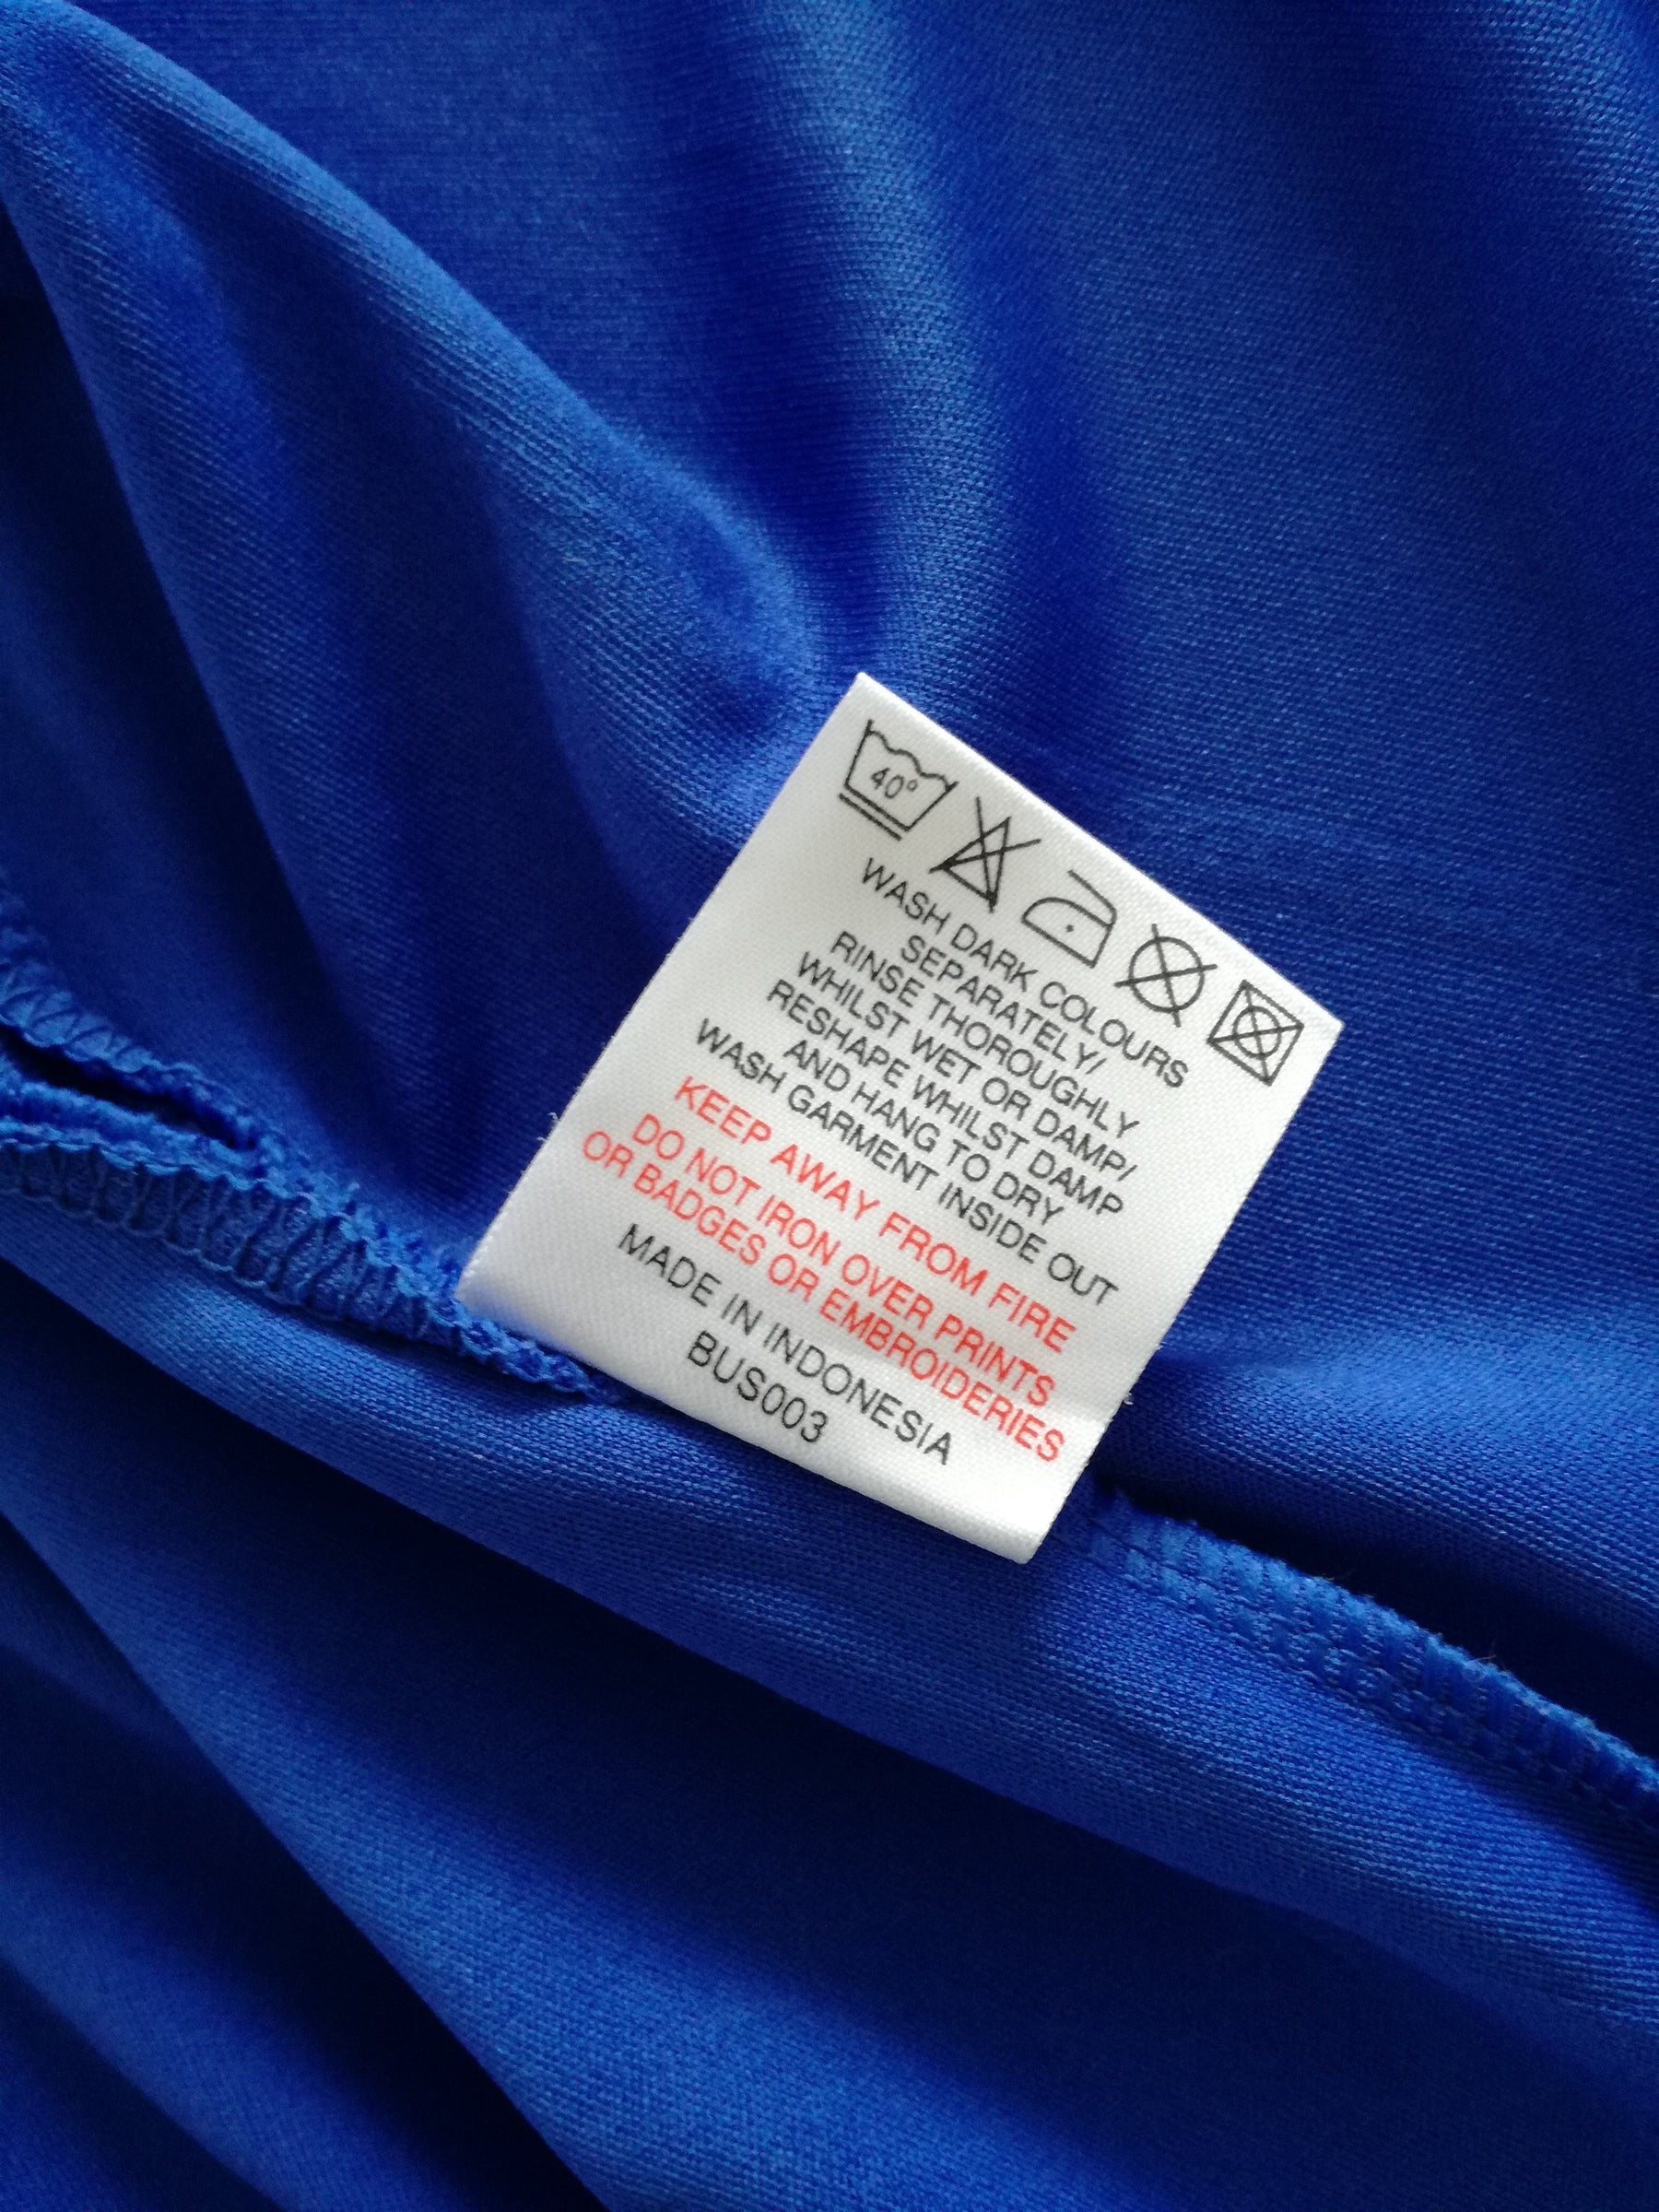 40°
WASH DARK COLOURS
SEPARATELY/
RINSE THOROUGHLY
WHILST WET OR DAMP/
RESHAPE WHILST DAMP
AND HANG TO DRY
WASH GARMENT INSIDE OUT
KEEP AWAY FROM FIRE
DO NOT IRON OVER PRINTS
OR BADGES OR EMBROIDERIES
MADE IN INDONESIA
BUS003